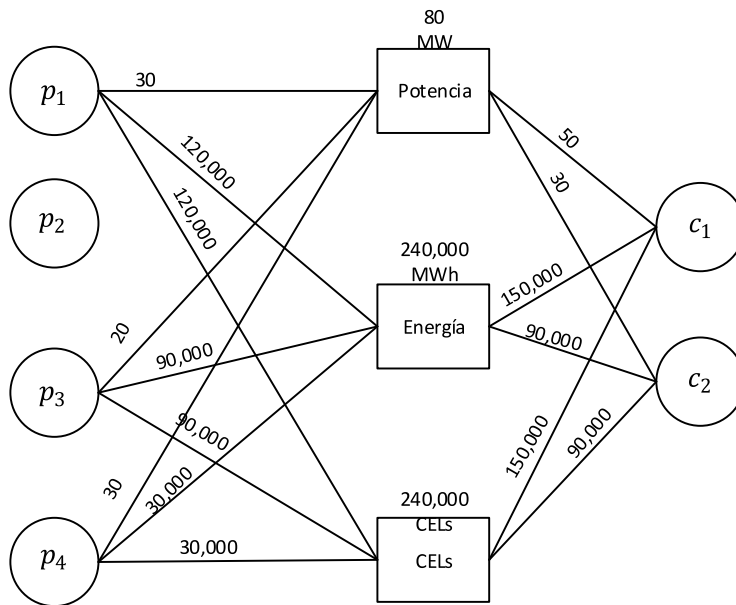 80
MW
p₁
30
Potencia
50
120,000
30
120,000
p₂
c₁
240,000
MWh
150,000
Energía
20
90,000
90,000
p₃
c₂
90,000
150,000
90,000
30
30,000
240,000
CELs
30,000
CELs
p₄